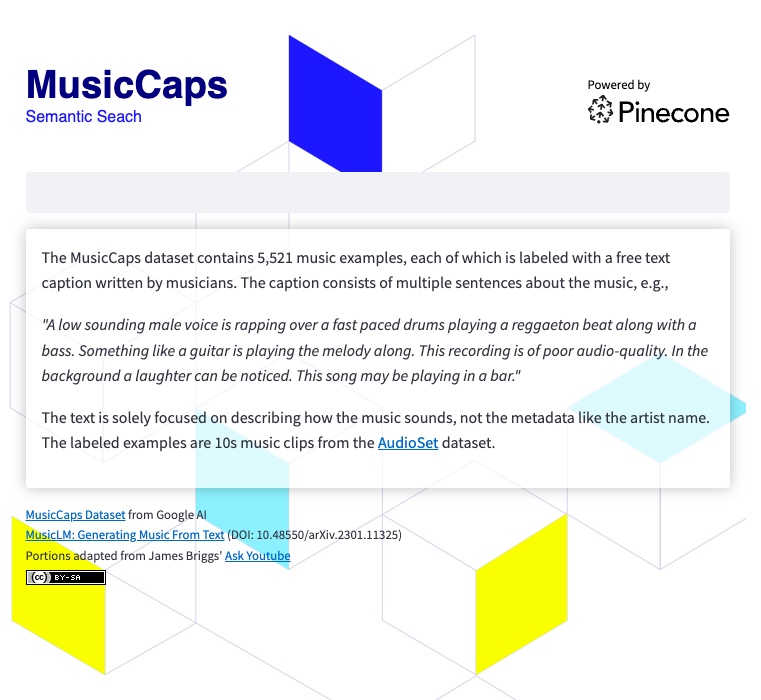 MusicCaps
Semantic Seach
Powered by
Pinecone
The MusicCaps dataset contains 5,521 music examples, each of which is labeled with a free text
caption written by musicians. The caption consists of multiple sentences about the music, e.g.,
"A low sounding male voice is rapping over a fast paced drums playing a reggaeton beat along with a
bass. Something like a guitar is playing the melody along. This recording is of poor audio-quality. In the
background a laughter can be noticed. This song may be playing in a bar."
The text is solely focused on describing how the music sounds, not the metadata like the artist name.
The labeled examples are 10s music clips from the AudioSet dataset.
MusicCaps Dataset from Google AI
MusicLM: Generating Music From Text (DOI: 10.48550/arXiv.2301.11325)
Portions adapted from James Briggs' Ask Youtube
cc BY-SA